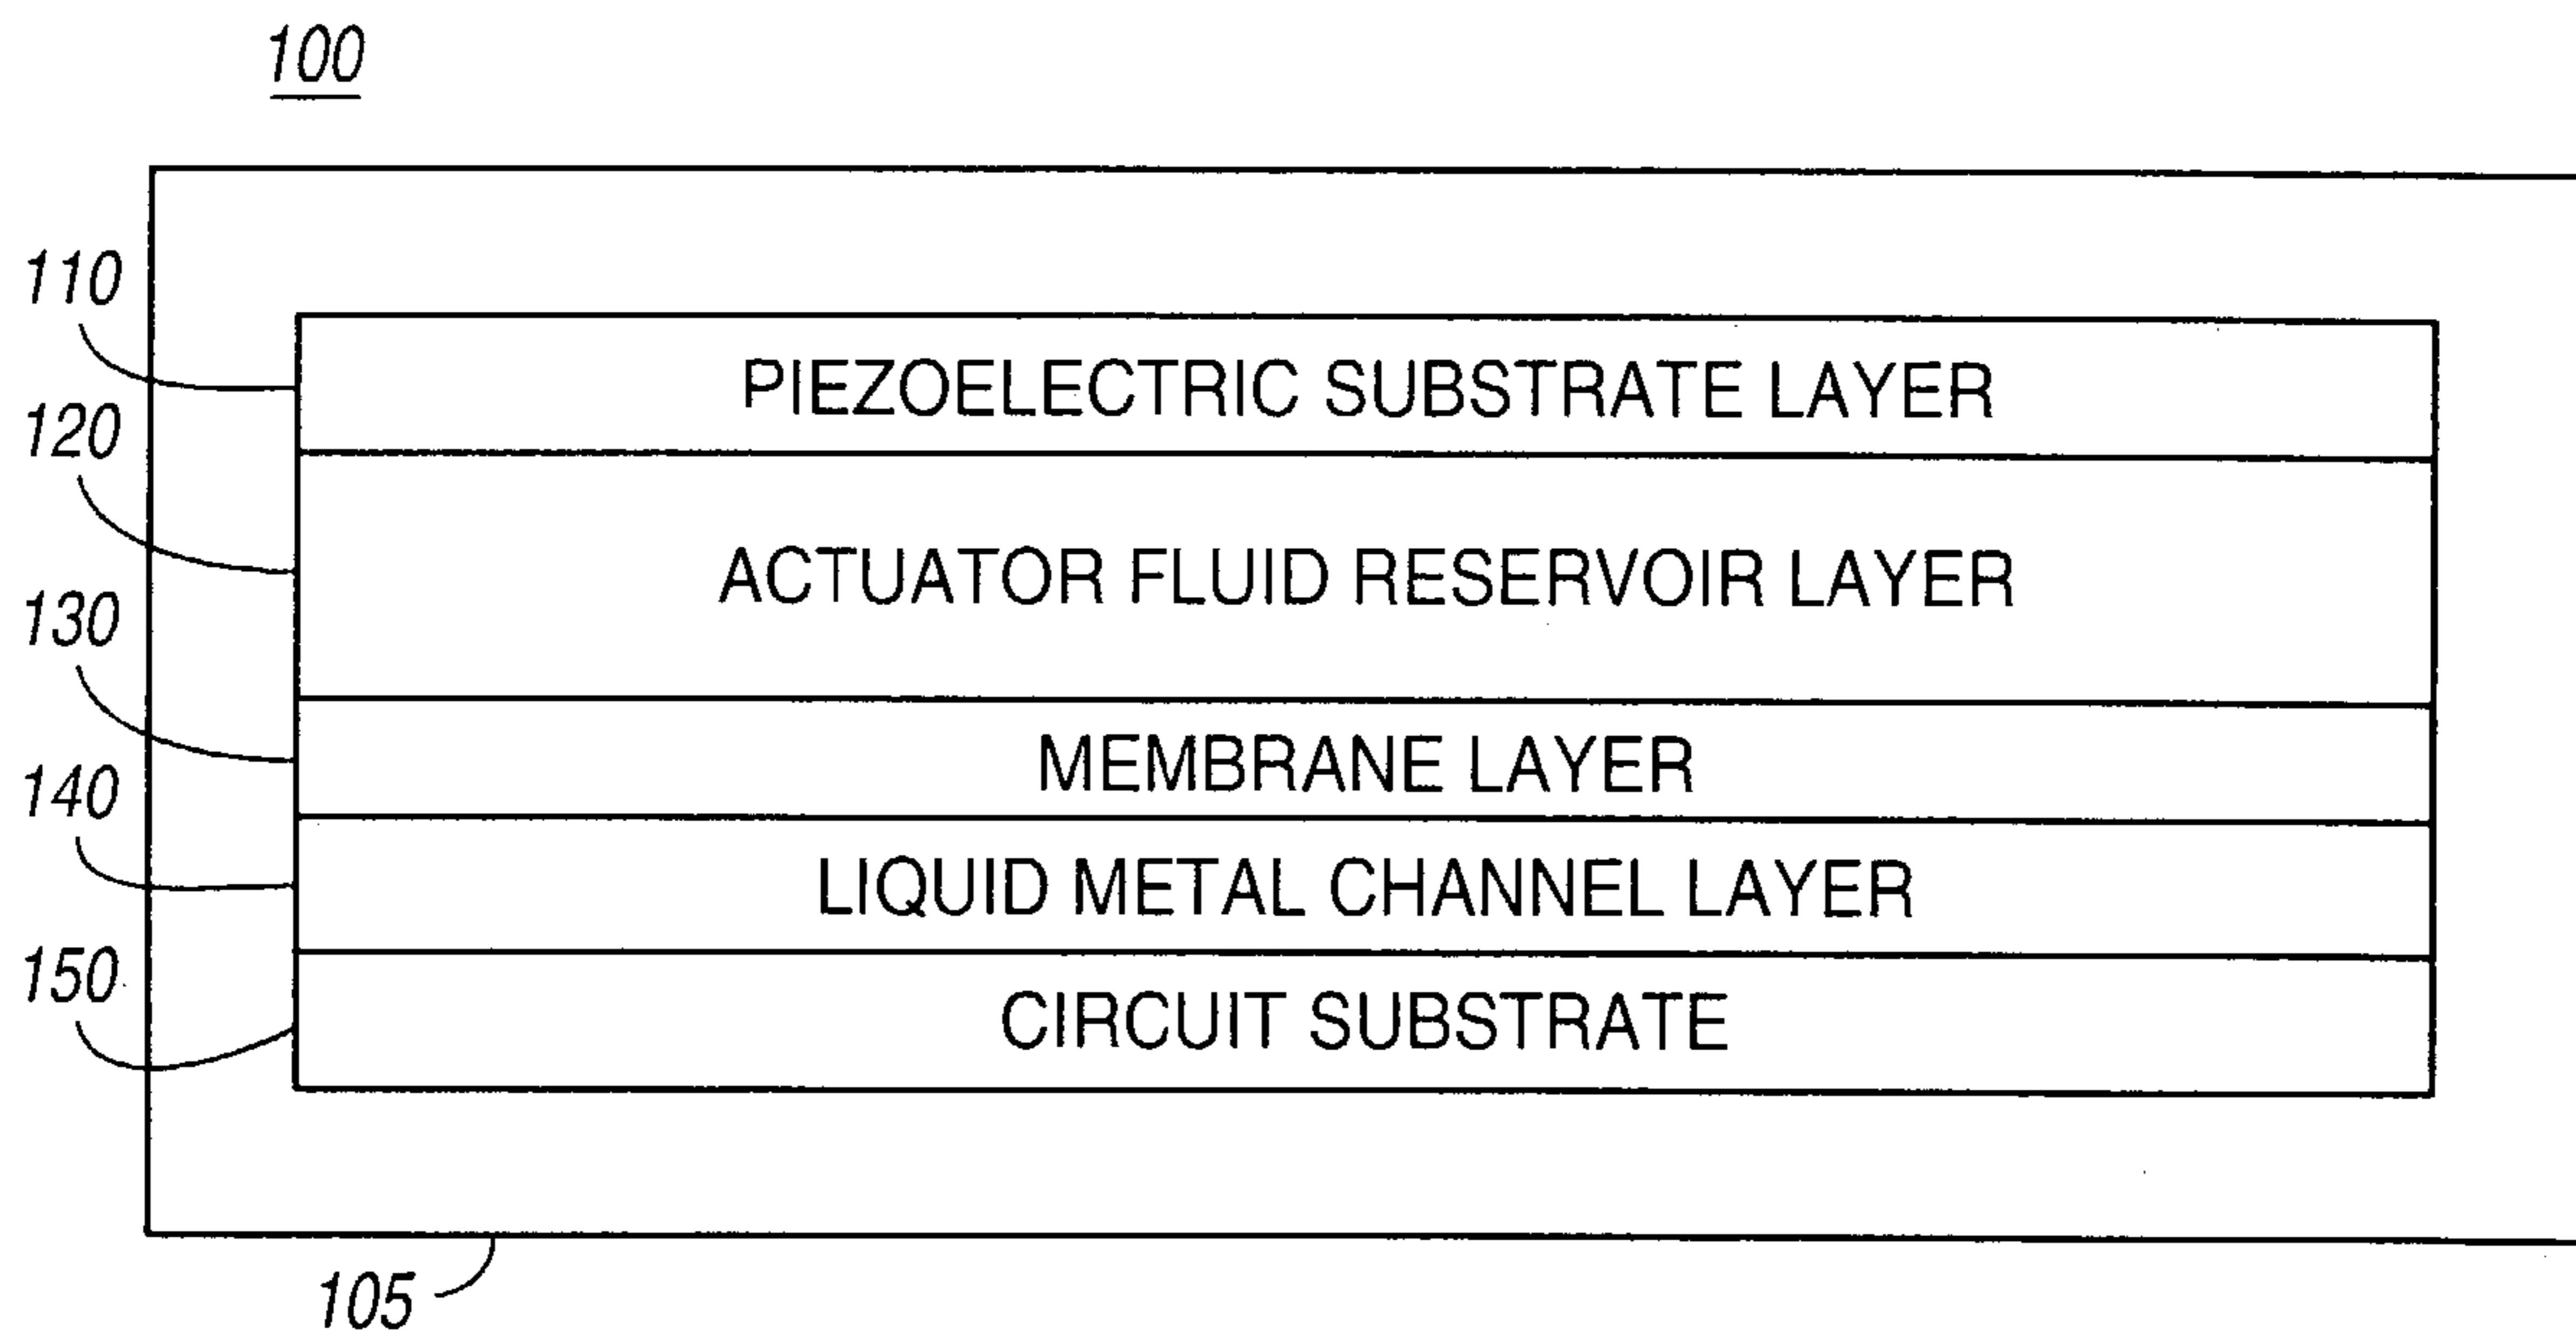 100
110
PIEZOELECTRIC SUBSTRATE LAYER
120
ACTUATOR FLUID RESERVOIR LAYER
130
MEMBRANE LAYER
140
LIQUID METAL CHANNEL LAYER
150
CIRCUIT SUBSTRATE
105